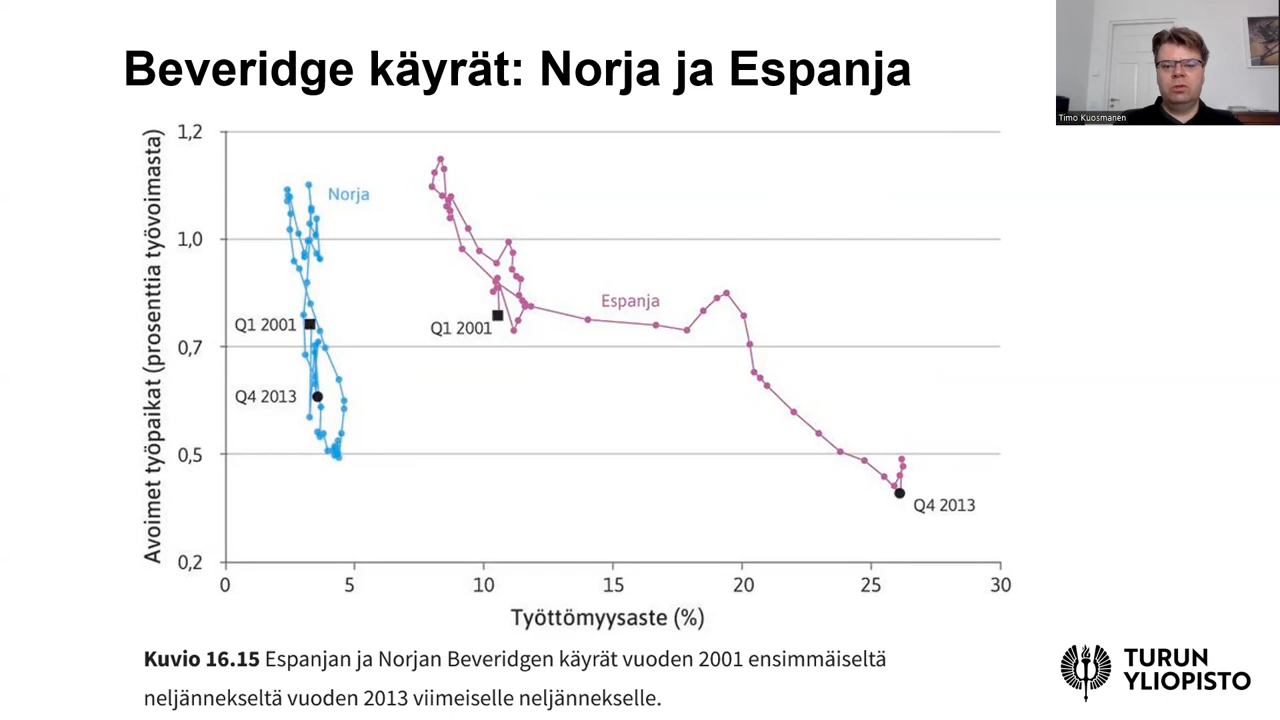 Beveridge käyrät: Norja ja Espanja
Timo Kuosmanen
Avoimet työpaikat (prosenttia työvoimasta)
1,2
1,0
0,7
0,5
0,2
Norja
Espanja
Q1 2001
Q1 2001
Q4 2013
Q4 2013
0
5
10
15
20
25
30
Työttömyysaste (%)
Kuvio 16.15 Espanjan ja Norjan Beveridgen käyrät vuoden 2001 ensimmäiseltä
neljännekseltä vuoden 2013 viimeiselle neljännekselle.
TURUN
YLIOPISTO